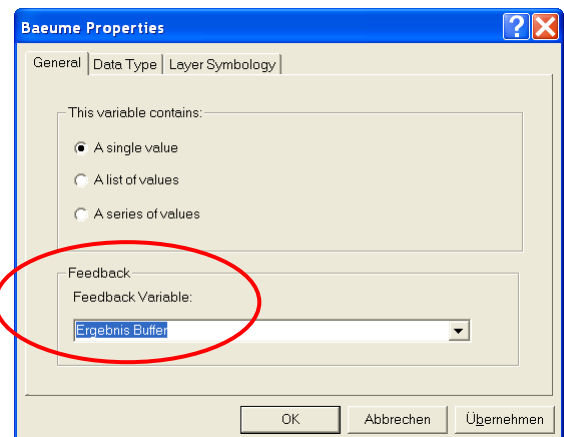 Baeume Properties
General Data Type Layer Symbology
This variable contains:
A single value
A list of values
A series of values
Feedback
Feedback Variable:
Ergebnis Buffer
OK Abbrechen Übernehmen